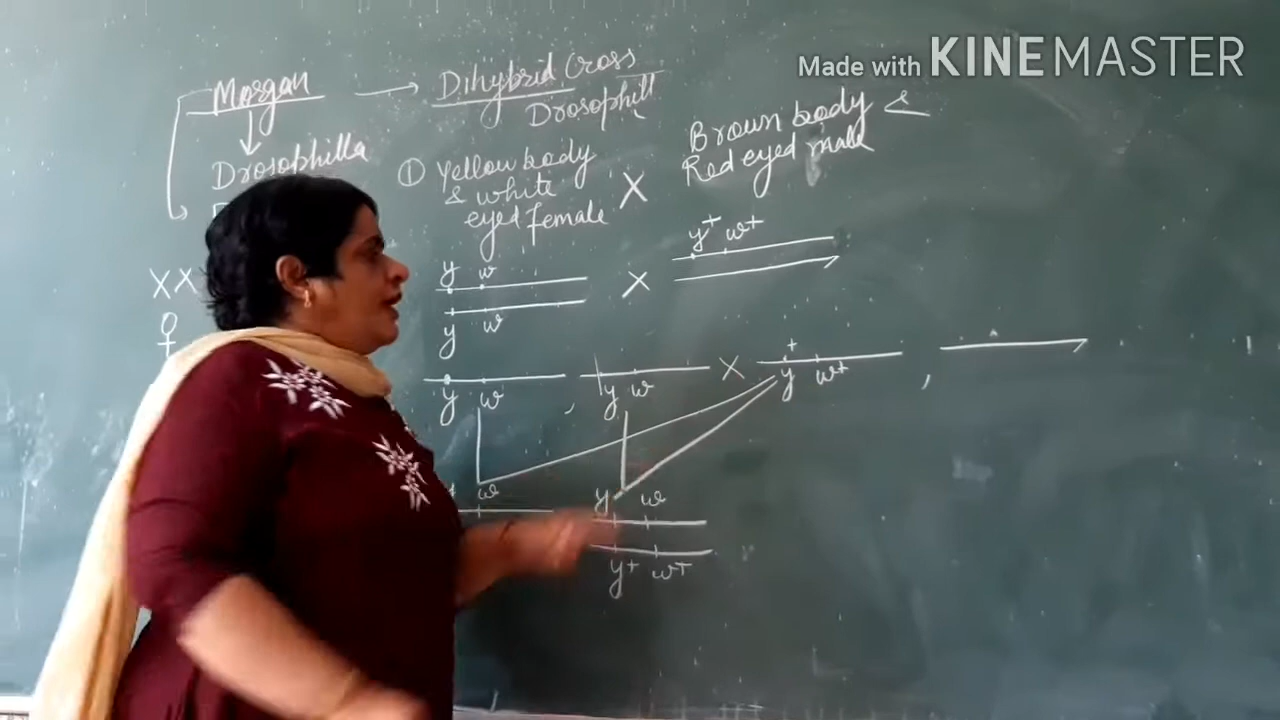 Made with KINEMASTER
Morgan → Dihybrid Cross
Drosophill
Drosophilla
① Yellow body
& white
eyed female
X
Brown body &
Red eyed male
XX
♀
y w
y w
X
y+ w+
y w , y w X y+ w+ ,
w
y w
y+ w+